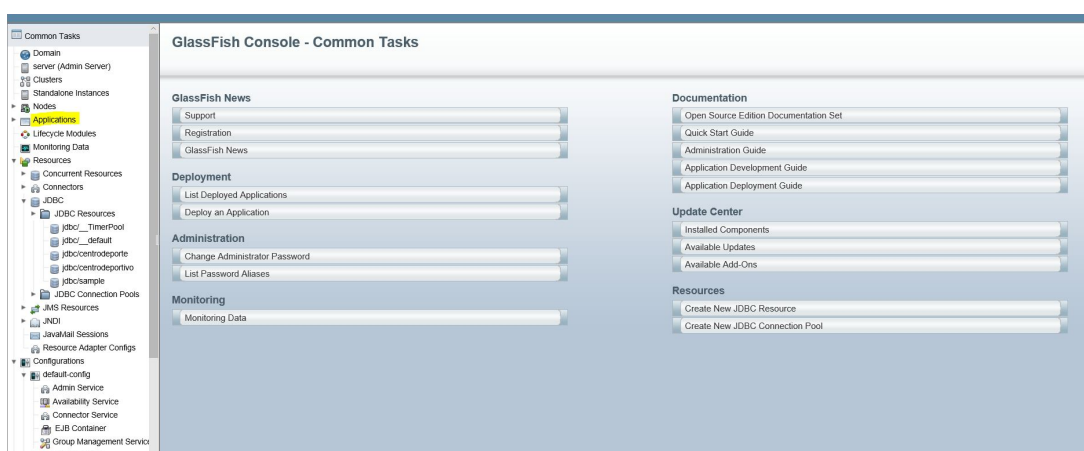 Common Tasks
Domain
server (Admin Server)
Clusters
Standalone Instances
Nodes
Applications
Lifecycle Modules
Monitoring Data
Resources
Concurrent Resources
Connectors
JDBC
JDBC Resources
jdbc/__TimerPool
jdbc/__default
jdbc/centrodeporte
jdbc/centrodeportivo
jdbc/sample
JDBC Connection Pools
JMS Resources
JNDI
JavaMail Sessions
Resource Adapter Configs
Configurations
default-config
Admin Service
Availability Service
Connector Service
EJB Container
Group Management Service
GlassFish Console - Common Tasks
GlassFish News
Support
Registration
GlassFish News
Deployment
List Deployed Applications
Deploy an Application
Administration
Change Administrator Password
List Password Aliases
Monitoring
Monitoring Data
Documentation
Open Source Edition Documentation Set
Quick Start Guide
Administration Guide
Application Development Guide
Application Deployment Guide
Update Center
Installed Components
Available Updates
Available Add-Ons
Resources
Create New JDBC Resource
Create New JDBC Connection Pool